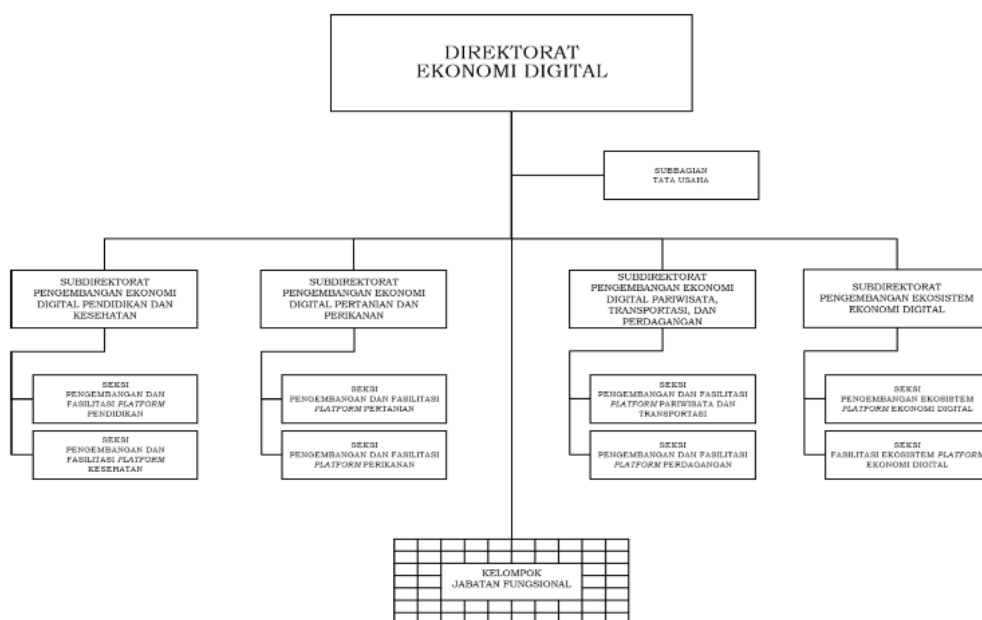 DIREKTORAT
EKONOMI DIGITAL
SUBBAGIAN
TATA USAHA
SUBDIREKTORAT
PENGEMBANGAN EKONOMI
DIGITAL PENDIDIKAN DAN
KESEHATAN
SEKSI
PENGEMBANGAN DAN
FASILITASI PLATFORM
PENDIDIKAN
SEKSI
PENGEMBANGAN DAN
FASILITASI PLATFORM
KESEHATAN
SUBDIREKTORAT
PENGEMBANGAN EKONOMI
DIGITAL PERTANIAN DAN
PERIKANAN
SEKSI
PENGEMBANGAN DAN FASILITASI
PLATFORM PERTANIAN
SEKSI
PENGEMBANGAN DAN FASILITASI
PLATFORM PERIKANAN
SUBDIREKTORAT
PENGEMBANGAN EKONOMI
DIGITAL PARIWISATA,
TRANSPORTASI, DAN
PERDAGANGAN
SEKSI
PENGEMBANGAN DAN FASILITASI
PLATFORM PARIWISATA DAN
TRANSPORTASI
SEKSI
PENGEMBANGAN DAN FASILITASI
PLATFORM PERDAGANGAN
SUBDIREKTORAT
PENGEMBANGAN EKOSISTEM
EKONOMI DIGITAL
SEKSI
PENGEMBANGAN EKOSISTEM
PLATFORM EKONOMI DIGITAL
SEKSI
FASILITASI EKOSISTEM PLATFORM
EKONOMI DIGITAL
KELOMPOK
JABATAN FUNGSIONAL